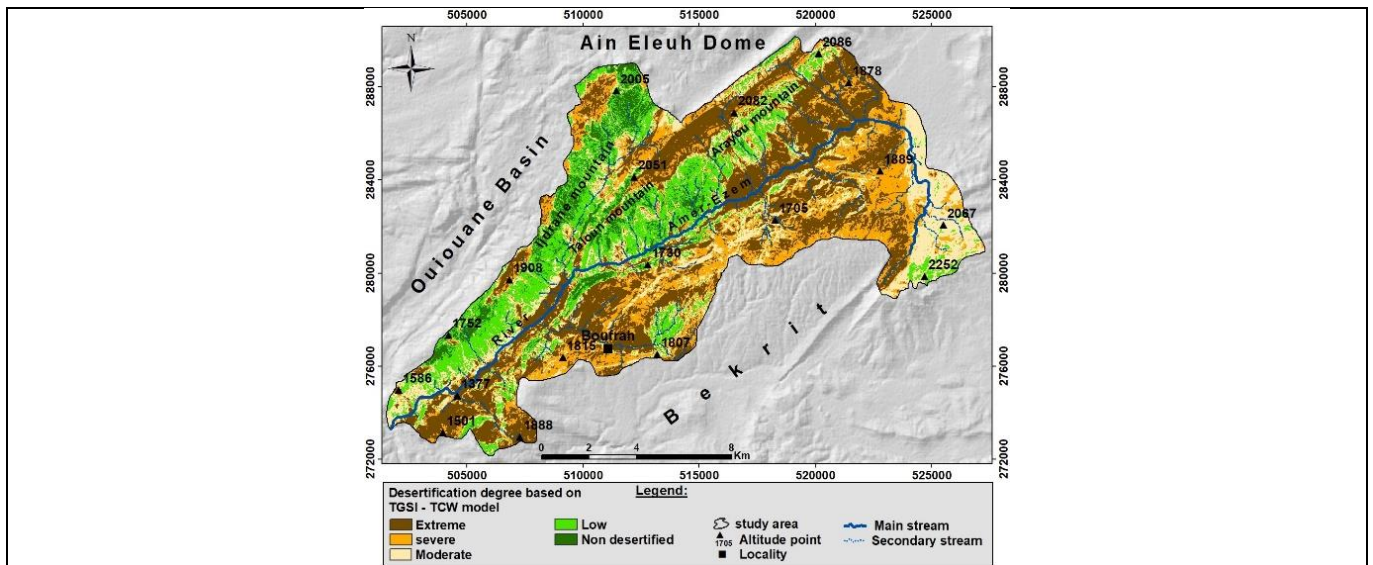 505000 510000 515000 520000 525000
N
Ain Eleuh Dome
2086
1878
2005
2082
288000
288000
Arayou mountain
Ouiouane Basin
2051
1889
284000
284000
Taloun mountain
Amer Ezem
1705
2067
1730
2252
1908
280000
280000
River
1752
Boufrah
1815
1807
Bekrit
276000
276000
1586
1377
1501
1888
272000
272000
0 2 4 8
Km
505000 510000 515000 520000 525000
Legend:
Desertification degree based on
TGSI - TCW model
Extreme
severe
Moderate
Low
Non desertified
study area
1705 Altitude point
Locality
Main stream
Secondary stream